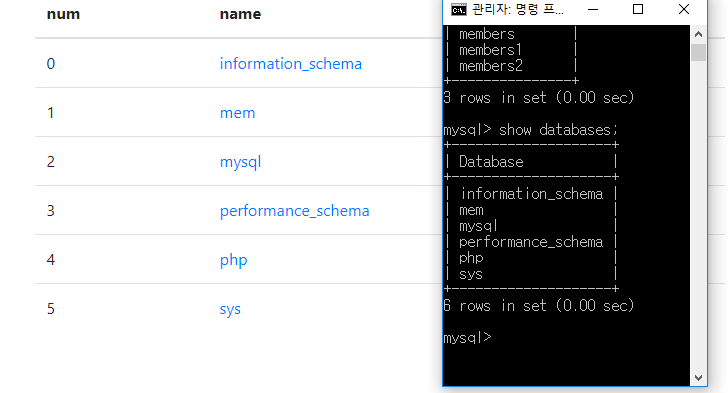 num name
0 information_schema
1 mem
2 mysql
3 performance_schema
4 php
5 sys
관리자: 명령 프...
| members |
| members1 |
| members2 |
+---------------+
3 rows in set (0.00 sec)
mysql> show databases;
+--------------------+
| Database |
+--------------------+
| information_schema |
| mem |
| mysql |
| performance_schema |
| php |
| sys |
+--------------------+
6 rows in set (0.00 sec)
mysql>